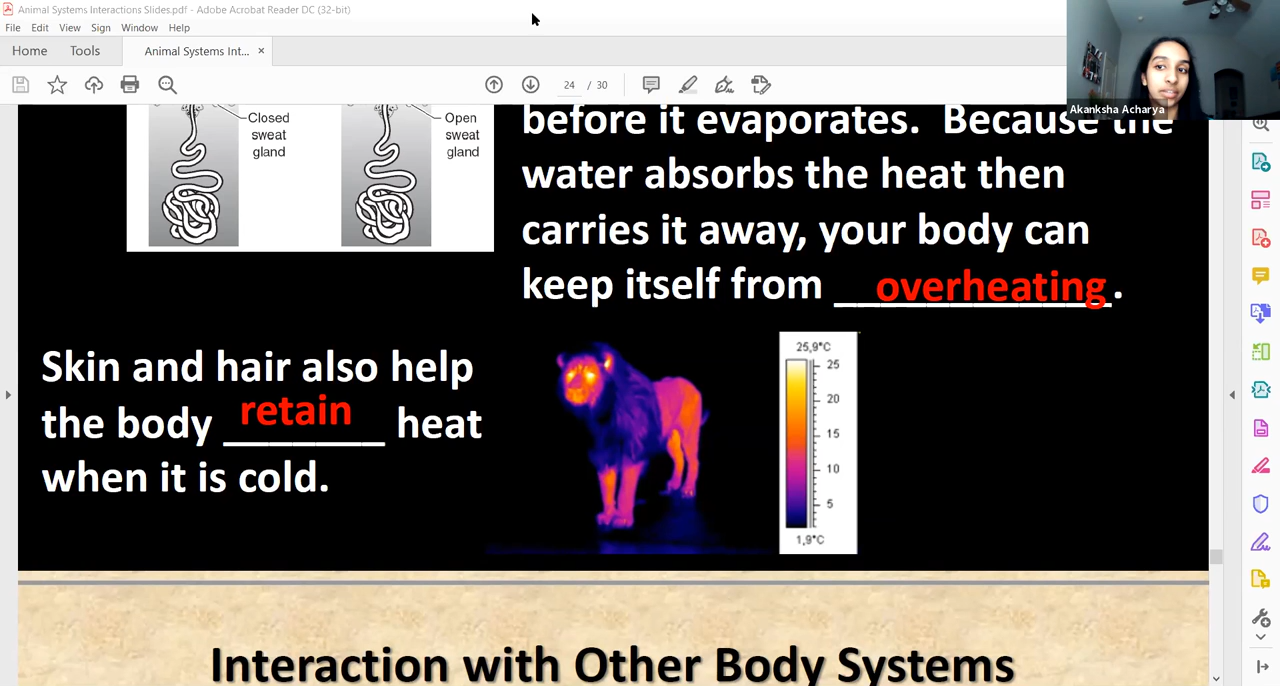 Animal Systems Interactions Slides.pdf - Adobe Acrobat Reader DC (32-bit)
File Edit View Sign Window Help
Home Tools Animal Systems Int... ×
24 / 30
Akanksha Acharya
Closed
sweat
gland
Open
sweat
gland
before it evaporates. Because the
water absorbs the heat then
carries it away, your body can
keep itself from ____________.
overheating
Skin and hair also help
the body _______ heat
retain
when it is cold.
25,9°C
25
20
15
10
5
1,9°C
Interaction with Other Body Systems